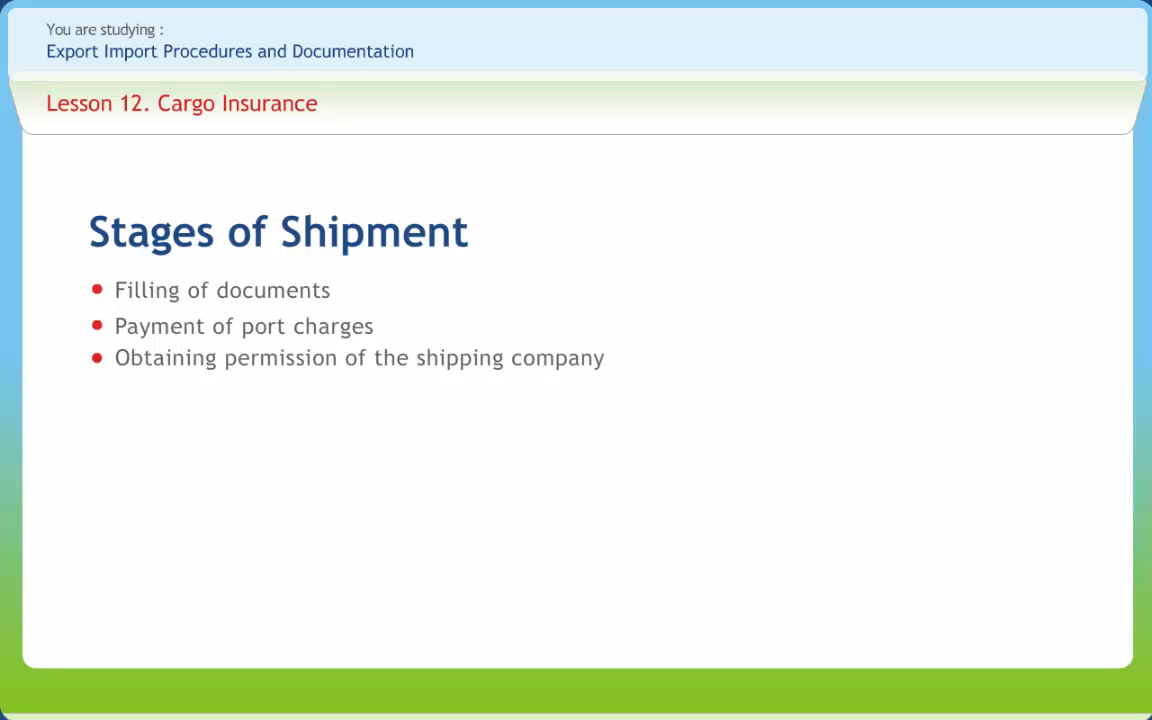 You are studying :
Export Import Procedures and Documentation
Lesson 12. Cargo Insurance
Stages of Shipment
Filling of documents
Payment of port charges
Obtaining permission of the shipping company